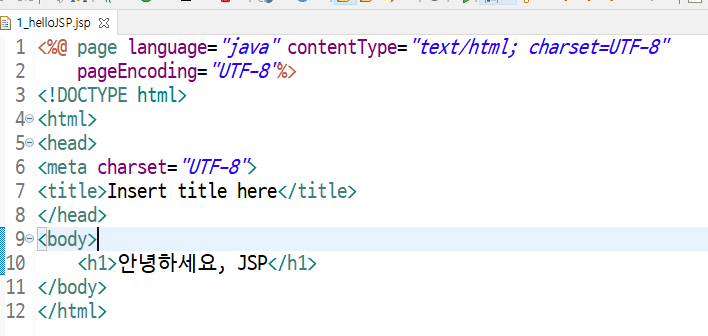 1_helloJSP.jsp
1 <%@ page language="java" contentType="text/html; charset=UTF-8"
2     pageEncoding="UTF-8"%>
3 <!DOCTYPE html>
4 <html>
5 <head>
6 <meta charset="UTF-8">
7 <title>Insert title here</title>
8 </head>
9 <body>
10     <h1>안녕하세요, JSP</h1>
11 </body>
12 </html>